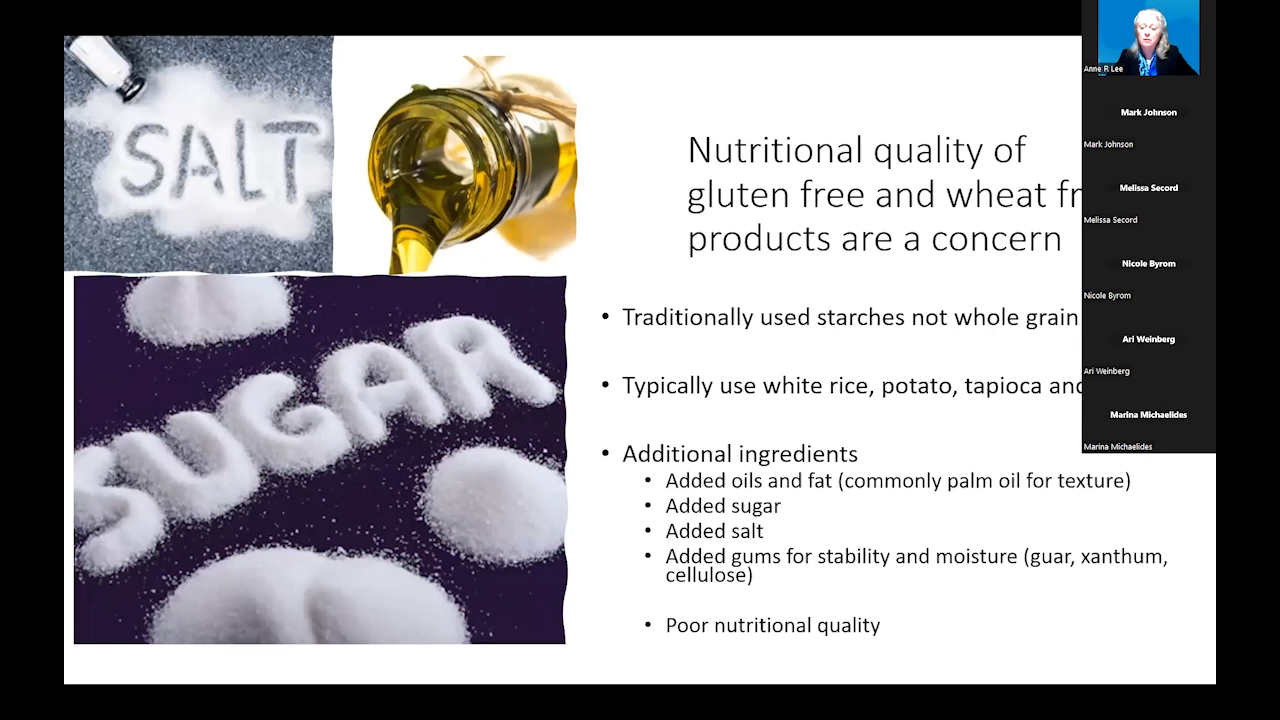 SALT
SUGAR
Nutritional quality of
gluten free and wheat fr
products are a concern
• Traditionally used starches not whole grain
• Typically use white rice, potato, tapioca and
• Additional ingredients
• Added oils and fat (commonly palm oil for texture)
• Added sugar
• Added salt
• Added gums for stability and moisture (guar, xanthum,
cellulose)
• Poor nutritional quality
Anne R Lee
Mark Johnson
Mark Johnson
Melissa Secord
Melissa Secord
Nicole Byrom
Nicole Byrom
Ari Weinberg
Ari Weinberg
Marina Michaelides
Marina Michaelides